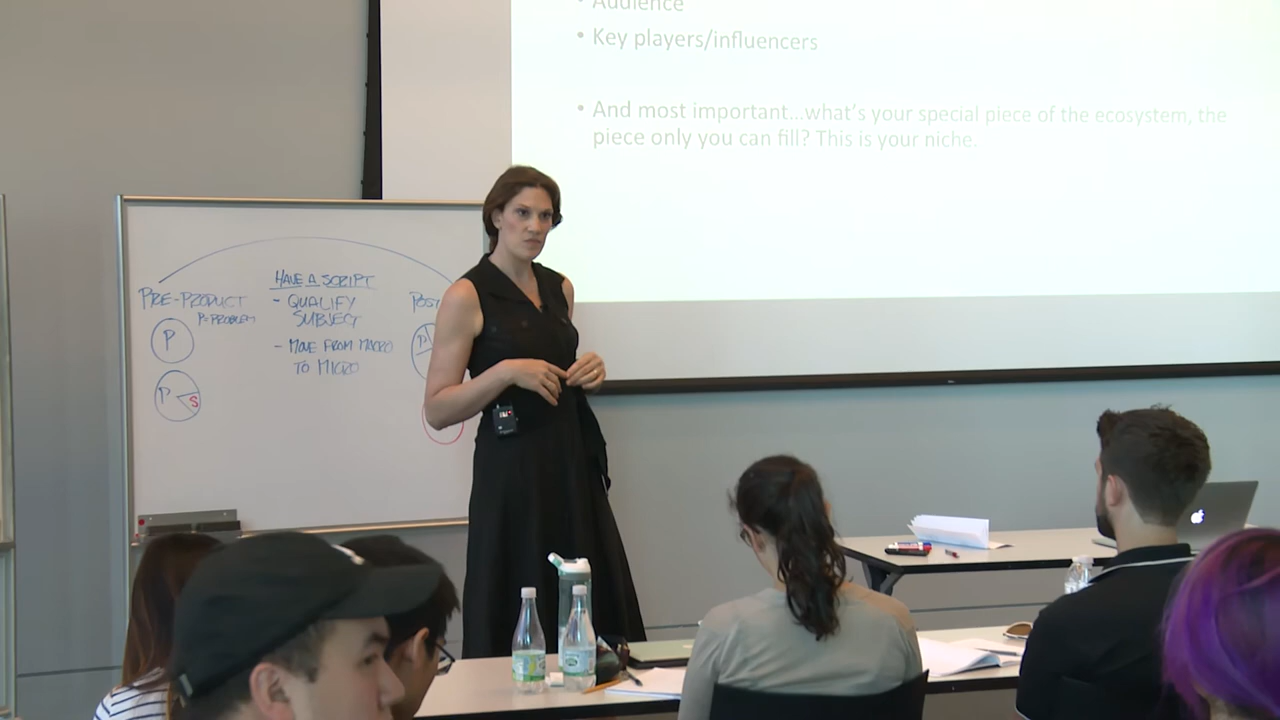 Audience
• Key players/influencers
• And most important...what's your special piece of the ecosystem, the
piece only you can fill? This is your niche.
PRE-PRODUCT
P=PROBLEM
P
P
S
HAVE A SCRIPT
- QUALIFY
SUBJECT
- MOVE FROM MACRO
TO MICRO
POST
P